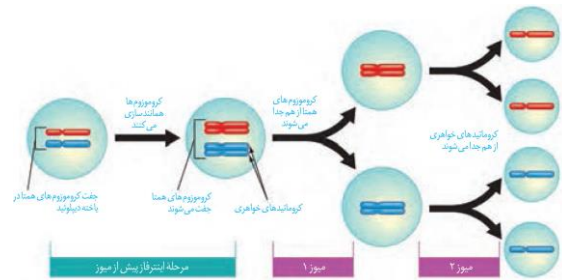 کروموزوم‌ها
همانندسازی
می‌کنند
جفت کروموزوم‌های همتا در
یاخته دیپلوئید
کروموزوم‌های همتا
جفت می‌شوند
کروماتیدهای خواهری
کروموزوم‌های
همتا از هم جدا
می‌شوند
کروماتیدهای خواهری
از هم جدا می‌شوند
مرحلهٔ اینترفاز پیش از میوز
میوز ۱
میوز ۲